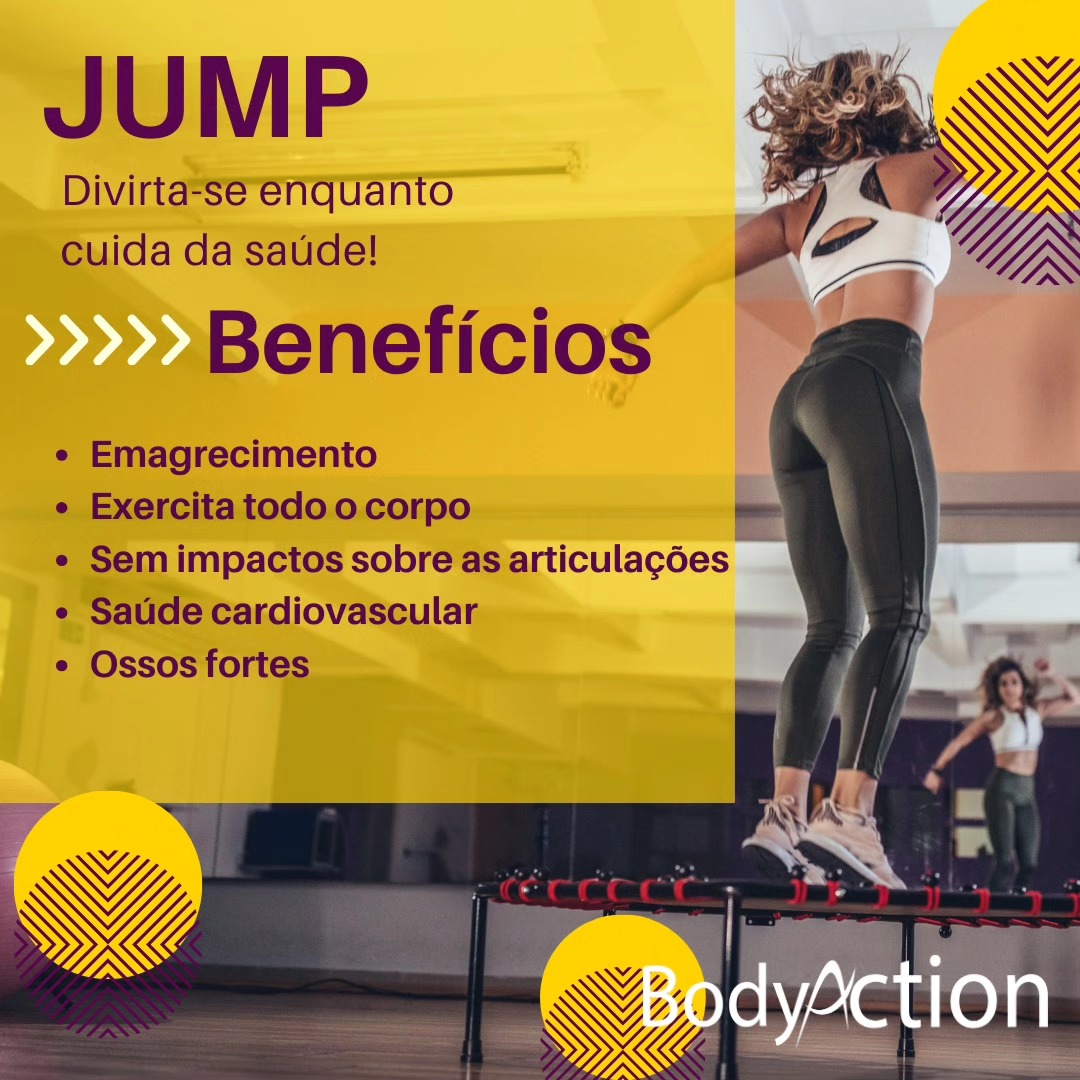 JUMP
Divirta-se enquanto
cuida da saúde!
Benefícios
• Emagrecimento
• Exercita todo o corpo
• Sem impactos sobre as articulações
• Saúde cardiovascular
• Ossos fortes
BodyAction